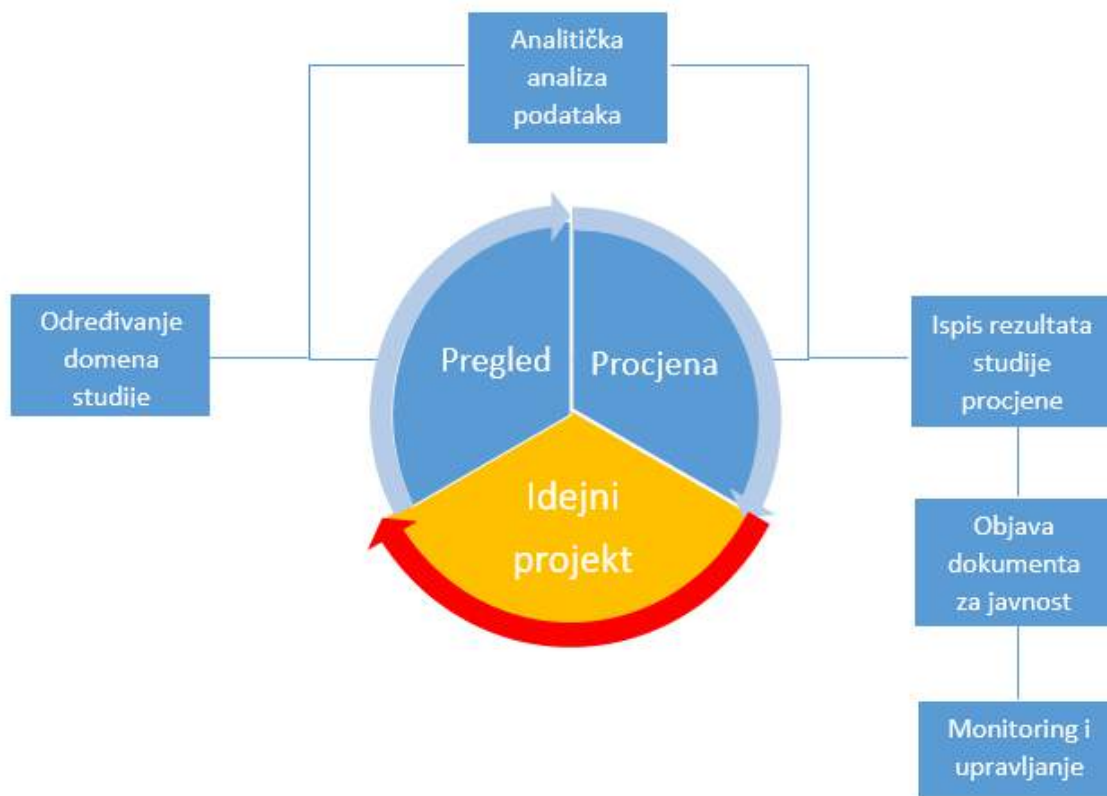 Analitička
analiza
podataka
Određivanje
domena
studije
Pregled
Procjena
Idejni
projekt
Ispis rezultata
studije
procjene
Objava
dokumenta
za javnost
Monitoring i
upravljanje